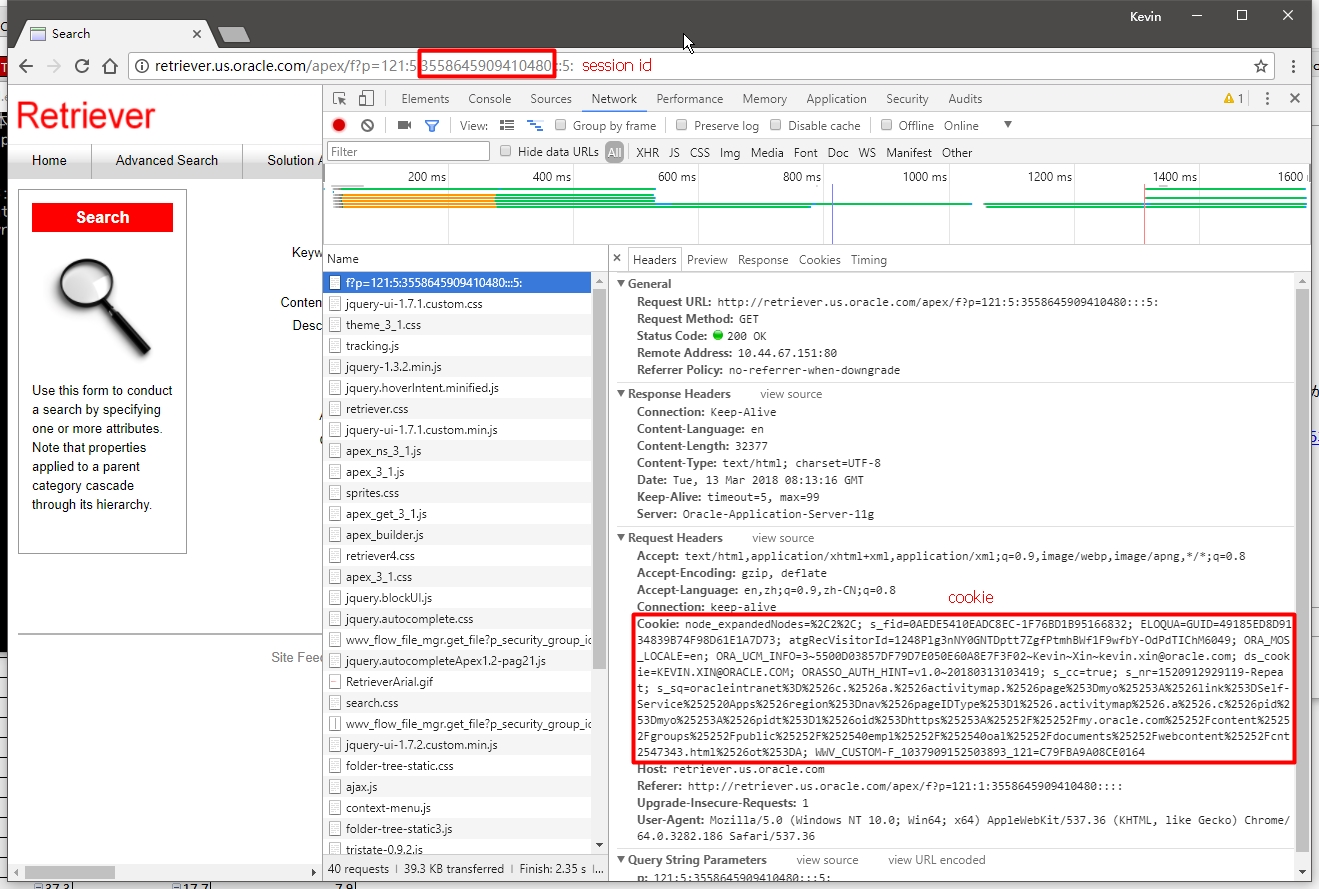 Kevin
Search
retriever.us.oracle.com/apex/f?p=121:5:3558645909410480:::5:
session id
Retriever
Home
Advanced Search
Solution A
Search
Use this form to conduct
a search by specifying
one or more attributes.
Note that properties
applied to a parent
category cascade
through its hierarchy.
Keyw
Conten
Desc
Site Fee
Elements Console Sources Network Performance Memory Application Security Audits
1
View: Group by frame Preserve log Disable cache Offline Online
Filter
Hide data URLs All XHR JS CSS Img Media Font Doc WS Manifest Other
200 ms 400 ms 600 ms 800 ms 1000 ms 1200 ms 1400 ms 1600
Name
f?p=121:5:3558645909410480:::5:
jquery-ui-1.7.1.custom.css
theme_3_1.css
tracking.js
jquery-1.3.2.min.js
jquery.hoverIntent.minified.js
retriever.css
jquery-ui-1.7.1.custom.min.js
apex_ns_3_1.js
apex_3_1.js
sprites.css
apex_get_3_1.js
apex_builder.js
retriever4.css
apex_3_1.css
jquery.blockUI.js
jquery.autocomplete.css
wwv_flow_file_mgr.get_file?p_security_group_id
jquery.autocompleteApex1.2-pag21.js
RetrieverArial.gif
search.css
wwv_flow_file_mgr.get_file?p_security_group_id
jquery-ui-1.7.2.custom.min.js
folder-tree-static.css
ajax.js
context-menu.js
folder-tree-static3.js
tristate-0.9.2.js
40 requests | 39.3 KB transferred | Finish: 2.35 s |...
Headers Preview Response Cookies Timing
General
Request URL: http://retriever.us.oracle.com/apex/f?p=121:5:3558645909410480:::5:
Request Method: GET
Status Code: 200 OK
Remote Address: 10.44.67.151:80
Referrer Policy: no-referrer-when-downgrade
Response Headers view source
Connection: Keep-Alive
Content-Language: en
Content-Length: 32377
Content-Type: text/html; charset=UTF-8
Date: Tue, 13 Mar 2018 08:13:16 GMT
Keep-Alive: timeout=5, max=99
Server: Oracle-Application-Server-11g
Request Headers view source
Accept: text/html,application/xhtml+xml,application/xml;q=0.9,image/webp,image/apng,*/*;q=0.8
Accept-Encoding: gzip, deflate
Accept-Language: en,zh;q=0.9,zh-CN;q=0.8
cookie
Connection: keep-alive
Cookie: node_expandedNodes=%2C2%2C; s_fid=0AEDE5410EADC8EC-1F76BD1B95166832; ELOQUA=GUID=49185ED8D91
34839B74F98D61E1A7D73; atgRecVisitorId=1248Plg3nNY0GNTDptt7ZgfPtmhBWf1F9wfbY-OdPdTIChM6049; ORA_MOS
_LOCALE=en; ORA_UCM_INFO=3~5500D03857DF79D7E050E60A8E7F3F02~Kevin~Xin~kevin.xin@oracle.com; ds_cook
ie=KEVIN.XIN@ORACLE.COM; ORASSO_AUTH_HINT=v1.0~20180313103419; s_cc=true; s_nr=1520912929119-Repea
t; s_sq=oracleintranet%3D%2526c.%2526a.%2526activitymap.%2526page%253Dmyo%25253A%2526link%253DSelf-
Service%252520Apps%2526region%253Dnav%2526pageIDType%253D1%2526.activitymap%2526.a%2526.c%2526pid%2
53Dmyo%25253A%2526pidt%253D1%2526oid%253Dhttps%25253A%25252F%25252Fmy.oracle.com%25252Fcontent%2525
2Fgroups%25252Fpublic%25252F%252540empl%25252F%252540oal%25252Fdocuments%25252Fwebcontent%25252Fcnt
2547343.html%2526ot%253DA; WWV_CUSTOM-F_1037909152503893_121=C79FBA9A08CE0164
Host: retriever.us.oracle.com
Referer: http://retriever.us.oracle.com/apex/f?p=121:1:3558645909410480::::
Upgrade-Insecure-Requests: 1
User-Agent: Mozilla/5.0 (Windows NT 10.0; Win64; x64) AppleWebKit/537.36 (KHTML, like Gecko) Chrome/
64.0.3282.186 Safari/537.36
Query String Parameters view source view URL encoded
p: 121:5:3558645909410480:::5: